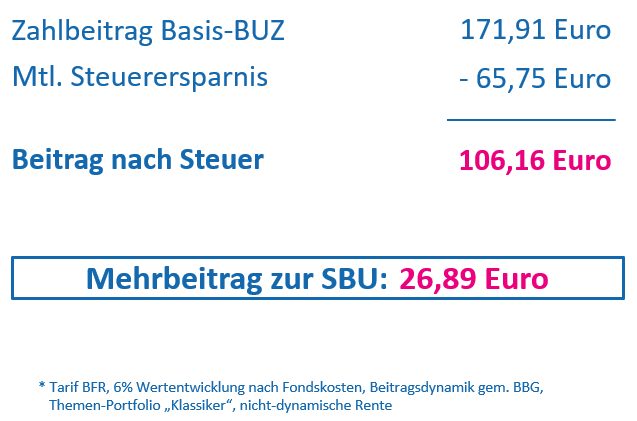 Zahlbeitrag Basis-BUZ 171,91 Euro
Mtl. Steuerersparnis - 65,75 Euro
Beitrag nach Steuer 106,16 Euro
Mehrbeitrag zur SBU: 26,89 Euro
* Tarif BFR, 6% Wertentwicklung nach Fondskosten, Beitragsdynamik gem. BBG,
Themen-Portfolio „Klassiker“, nicht-dynamische Rente